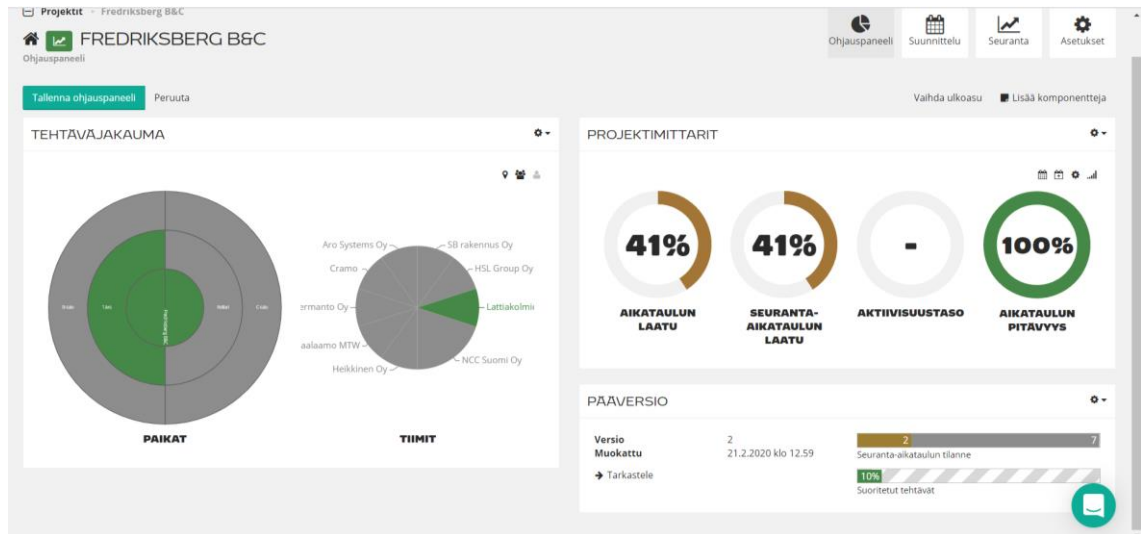 Projektit - Fredriksberg B&C
FREDRIKSBERG B&C
Ohjauspaneeli
Ohjauspaneeli
Suunnittelu
Seuranta
Asetukset
Tallenna ohjauspaneeli
Peruuta
Vaihda ulkoasu
Lisää komponentteja
TEHTÄVÄJAKAUMA
Fredriksberg B&C
PAIKAT
Aro Systems Oy
SB rakennus Oy
Cramo
HSL Group Oy
ermanto Oy
Lattiakolmi
aalaamo MTW
NCC Suomi Oy
Heikkinen Oy
TIIMIT
PROJEKTIMITTARIT
41%
41%
-
100%
AIKATAULUN
LAATU
SEURANTA-
AIKATAULUN
LAATU
AKTIIVISUUSTASO
AIKATAULUN
PITÄVYYS
PÄÄVERSIO
Versio 2
Muokattu 21.2.2020 klo 12.59
Tarkastele
2 7
Seuranta-aikataulun tilanne
10%
Suoritetut tehtävät